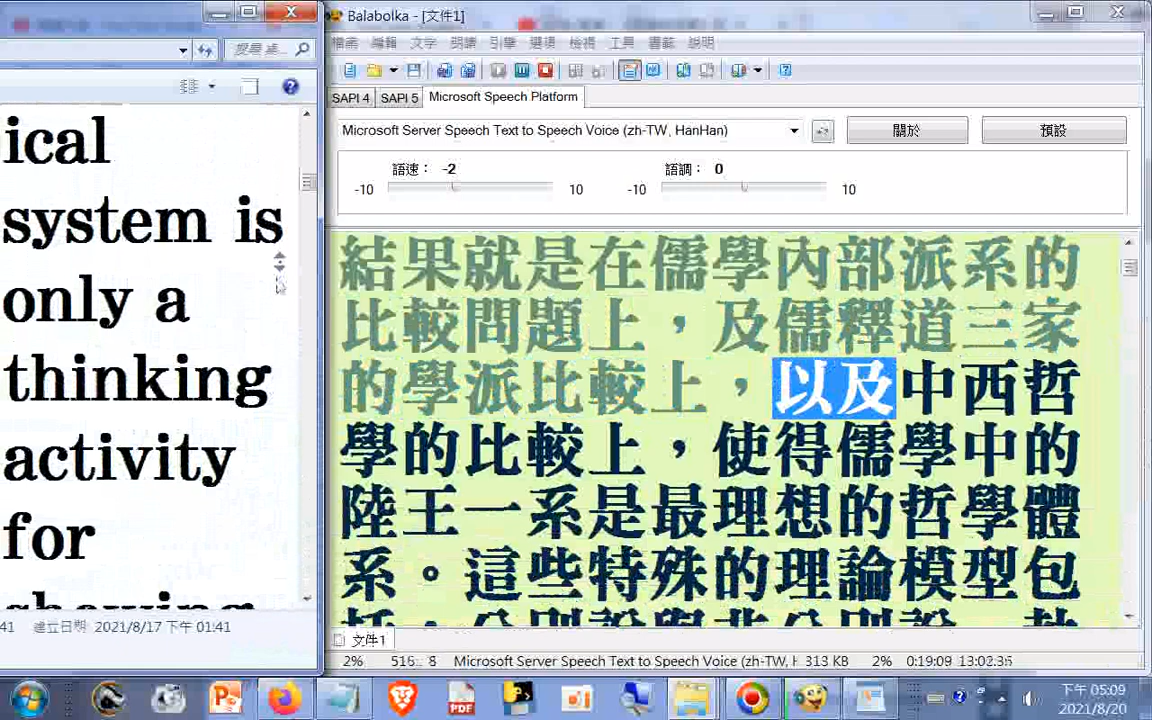 Balabolka - [文件1]
檔案 編輯 文字 朗讀 引擎 選項 檢視 工具 書籤 說明
SAPI 4 SAPI 5 Microsoft Speech Platform
Microsoft Server Speech Text to Speech Voice (zh-TW, HanHan)
關於
預設
語速： -2
語調： 0
-10
10
-10
10
搜尋 桌...
ical
system is
only a
thinking
activity
for
showing
41 建立日期: 2021/8/17 下午 01:41
結果就是在儒學內部派系的
比較問題上，及儒釋道三家
的學派比較上，以及中西哲
學的比較上，使得儒學中的
陸王一系是最理想的哲學體
系。這些特殊的理論模型包
文件1
2% Microsoft Server Speech Text to Speech Voice (zh-TW, H 313 KB 2% 0:19:09
下午 05:09
2021/8/20